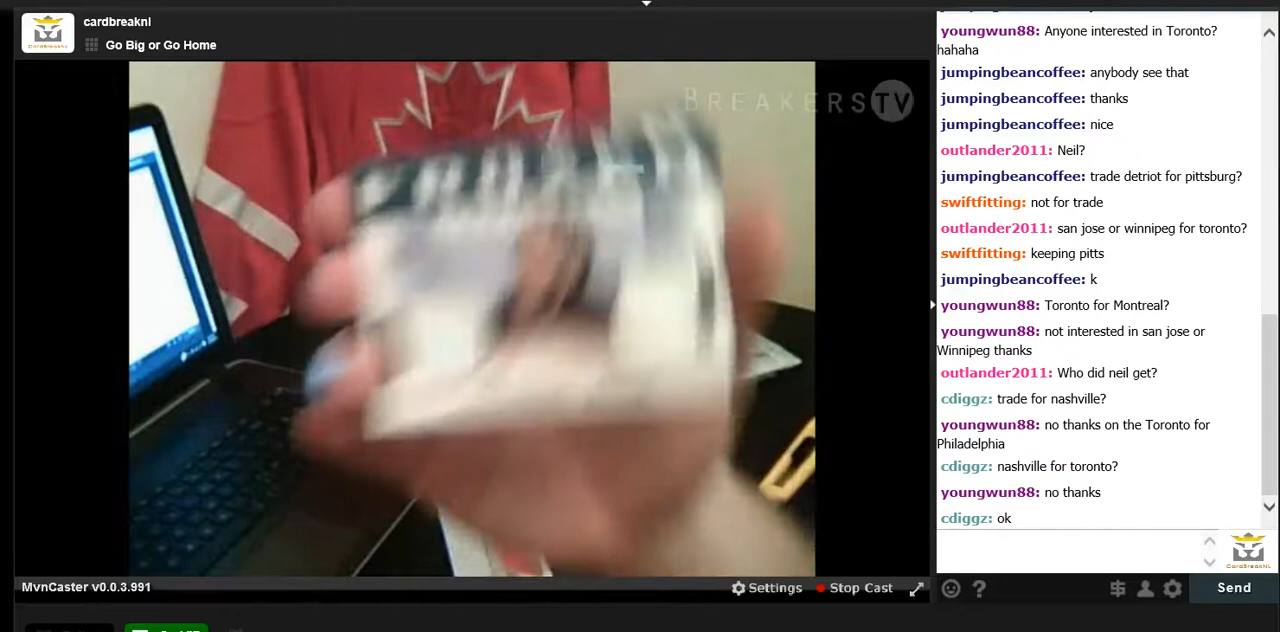 cardbreaknl
Go Big or Go Home
BREAKERSTV
youngwun88: Anyone interested in Toronto?
hahaha
jumpingbeancoffee: anybody see that
jumpingbeancoffee: thanks
jumpingbeancoffee: nice
outlander2011: Neil?
jumpingbeancoffee: trade detriot for pittsburg?
swiftfitting: not for trade
outlander2011: san jose or winnipeg for toronto?
swiftfitting: keeping pitts
jumpingbeancoffee: k
youngwun88: Toronto for Montreal?
youngwun88: not interested in san jose or
Winnipeg thanks
outlander2011: Who did neil get?
cdiggz: trade for nashville?
youngwun88: no thanks on the Toronto for
Philadelphia
cdiggz: nashville for toronto?
youngwun88: no thanks
cdiggz: ok
CARDBREAKNL
MvnCaster v0.0.3.991
Settings
Stop Cast
Send